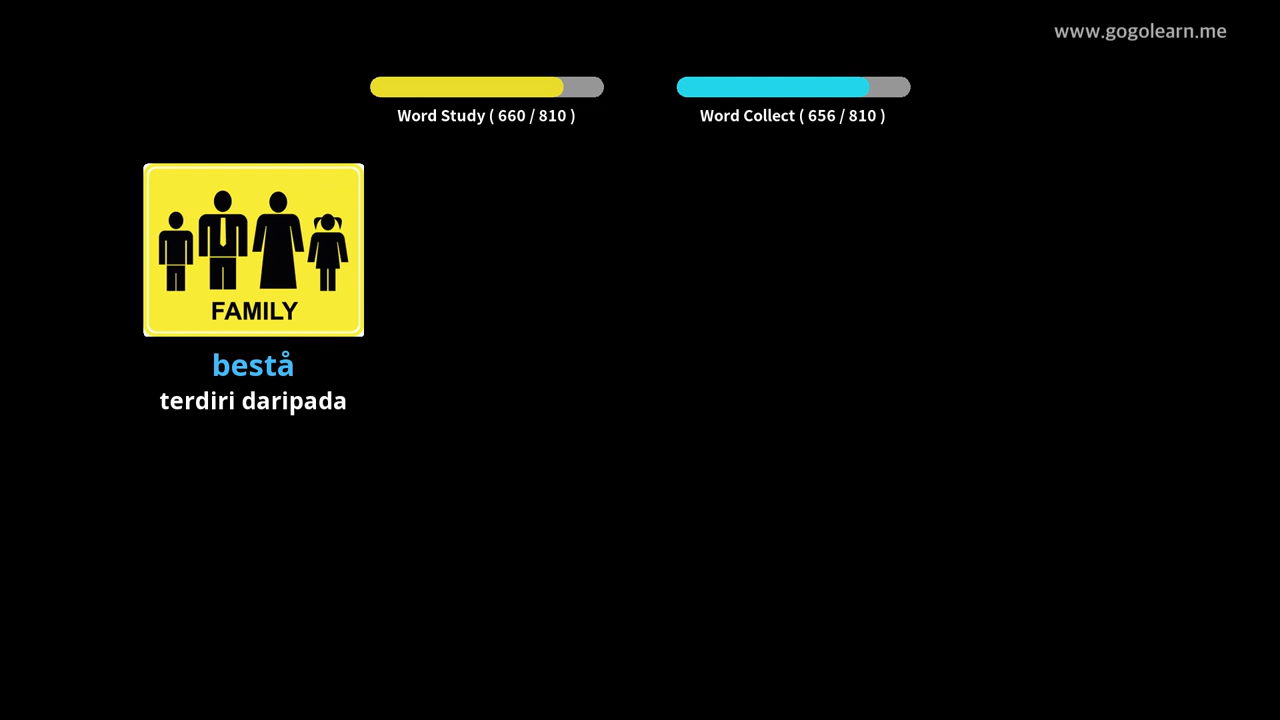 www.gogolearn.me
Word Study ( 660 / 810 )
Word Collect ( 656 / 810 )
FAMILY
bestå
terdiri daripada